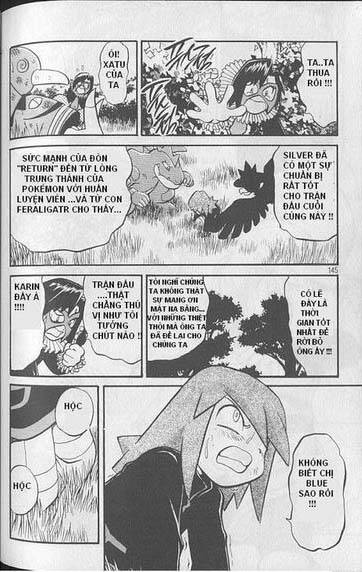 TA..TA
THUA
RỒI !!!
ÔI!
XATU
CỦA
TA
SILVER ĐÃ
CÓ MỘT SỰ
CHUẨN BỊ
RẤT TỐT
CHO TRẬN
ĐẤU CUỐI
CÙNG NÀY !!
SỨC MẠNH CỦA ĐÒN
"RETURN" ĐẾN TỪ LÒNG
TRUNG THÀNH CỦA
POKÉMON VỚI HUẤN
LUYỆN VIÊN ...VÀ TỪ CON
FERALIGATR CHO THẤY...
145
CÓ LẼ
ĐÂY LÀ
THỜI
GIAN TỐT
NHẤT ĐỂ
RỜI BỎ
ÔNG ẤY !!!
TÔI NGHĨ CHÚNG
TA KHÔNG THẬT
SỰ MANG ƠN
MẶT NẠ BĂNG...
VỚI NHỮNG THIỆT
THÒI MÀ ÔNG TA
ĐÃ ĐỂ LẠI CHO
CHÚNG TA
TRẬN ĐẤU
....THẬT
CHẲNG THÚ
VỊ NHƯ TÔI
TƯỞNG
CHÚT NÀO !!
KARIN
ĐẤY À
!!!!
KHÔNG
BIẾT CHỊ
BLUE
SAO RỒI
!!!
HỘC
HỘC